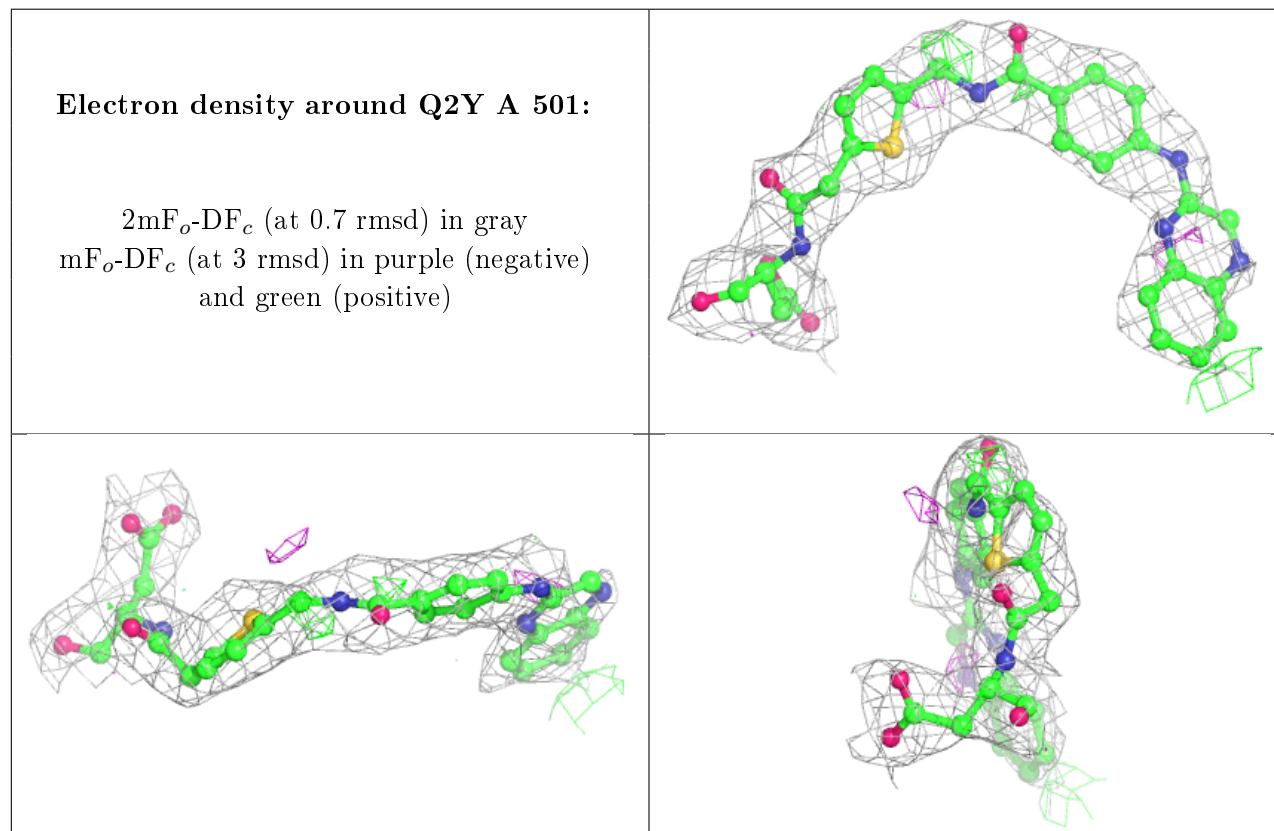 Electron density around Q2Y A 501:
2mFo-DFc (at 0.7 rmsd) in gray
mFo-DFc (at 3 rmsd) in purple (negative)
and green (positive)